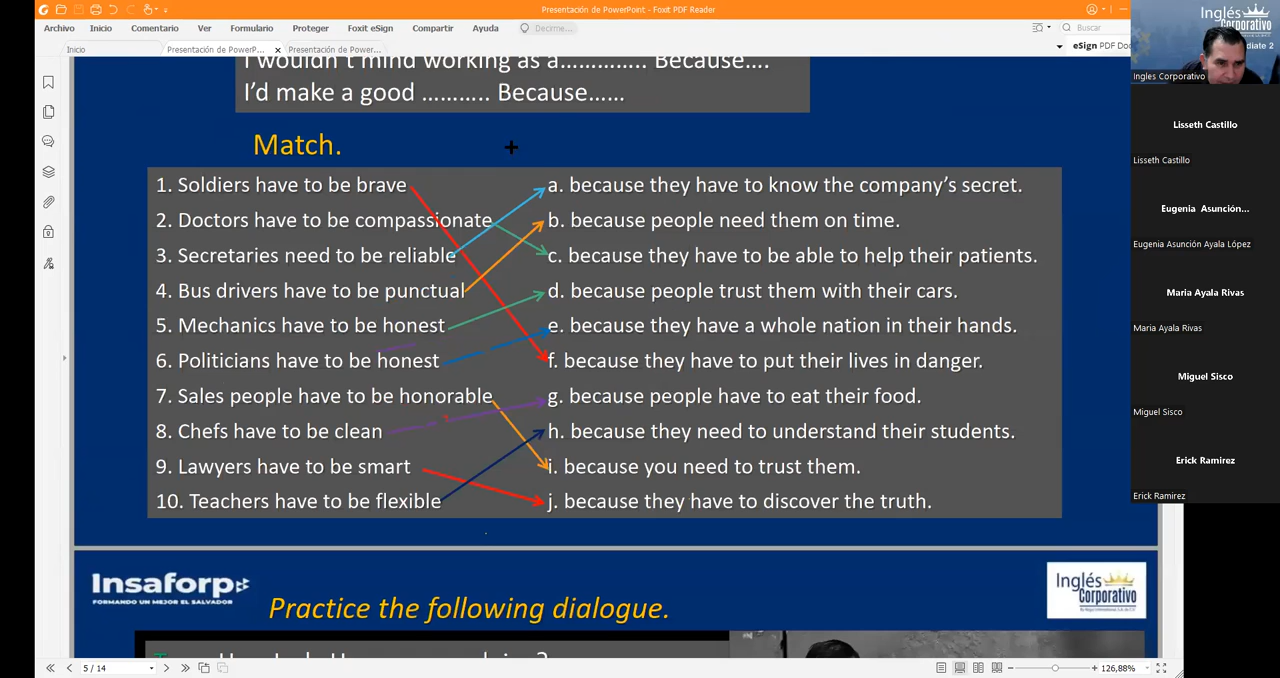 Presentación de PowerPoint - Foxit PDF Reader
Archivo Inicio Comentario Ver Formulario Proteger Foxit eSign Compartir Ayuda Decirme... Buscar
Inicio Presentación de PowerP... Presentación de Power... eSign PDF Doc
I wouldn't mind working as a………….. Because….
I'd make a good ……….. Because……
Match.
1. Soldiers have to be brave
2. Doctors have to be compassionate
3. Secretaries need to be reliable
4. Bus drivers have to be punctual
5. Mechanics have to be honest
6. Politicians have to be honest
7. Sales people have to be honorable
8. Chefs have to be clean
9. Lawyers have to be smart
10. Teachers have to be flexible
a. because they have to know the company's secret.
b. because people need them on time.
c. because they have to be able to help their patients.
d. because people trust them with their cars.
e. because they have a whole nation in their hands.
f. because they have to put their lives in danger.
g. because people have to eat their food.
h. because they need to understand their students.
i. because you need to trust them.
j. because they have to discover the truth.
Insaforp
FORMANDO UN MEJOR EL SALVADOR
Practice the following dialogue.
Inglés
Corporativo
5 / 14
126,88%
Inglés
Corporativo
diate 2
Ingles Corporativo
Lisseth Castillo
Lisseth Castillo
Eugenia Asunción...
Eugenia Asunción Ayala López
Maria Ayala Rivas
Maria Ayala Rivas
Miguel Sisco
Miguel Sisco
Erick Ramirez
Erick Ramirez